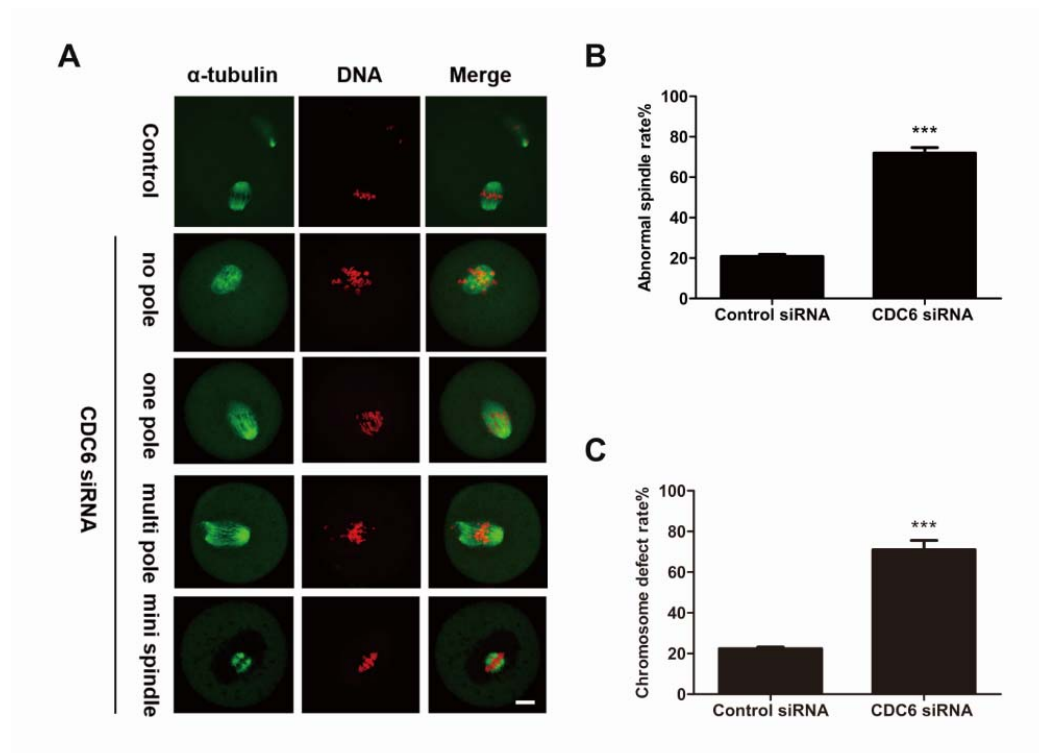 A
α-tubulin DNA Merge
Control
CDC6 siRNA
no pole
one pole
multi pole
mini spindle
B
Abnormal spindle rate%
100
80
60
40
20
0
***
Control siRNA CDC6 siRNA
C
Chromosome defect rate%
100
80
60
40
20
0
***
Control siRNA CDC6 siRNA